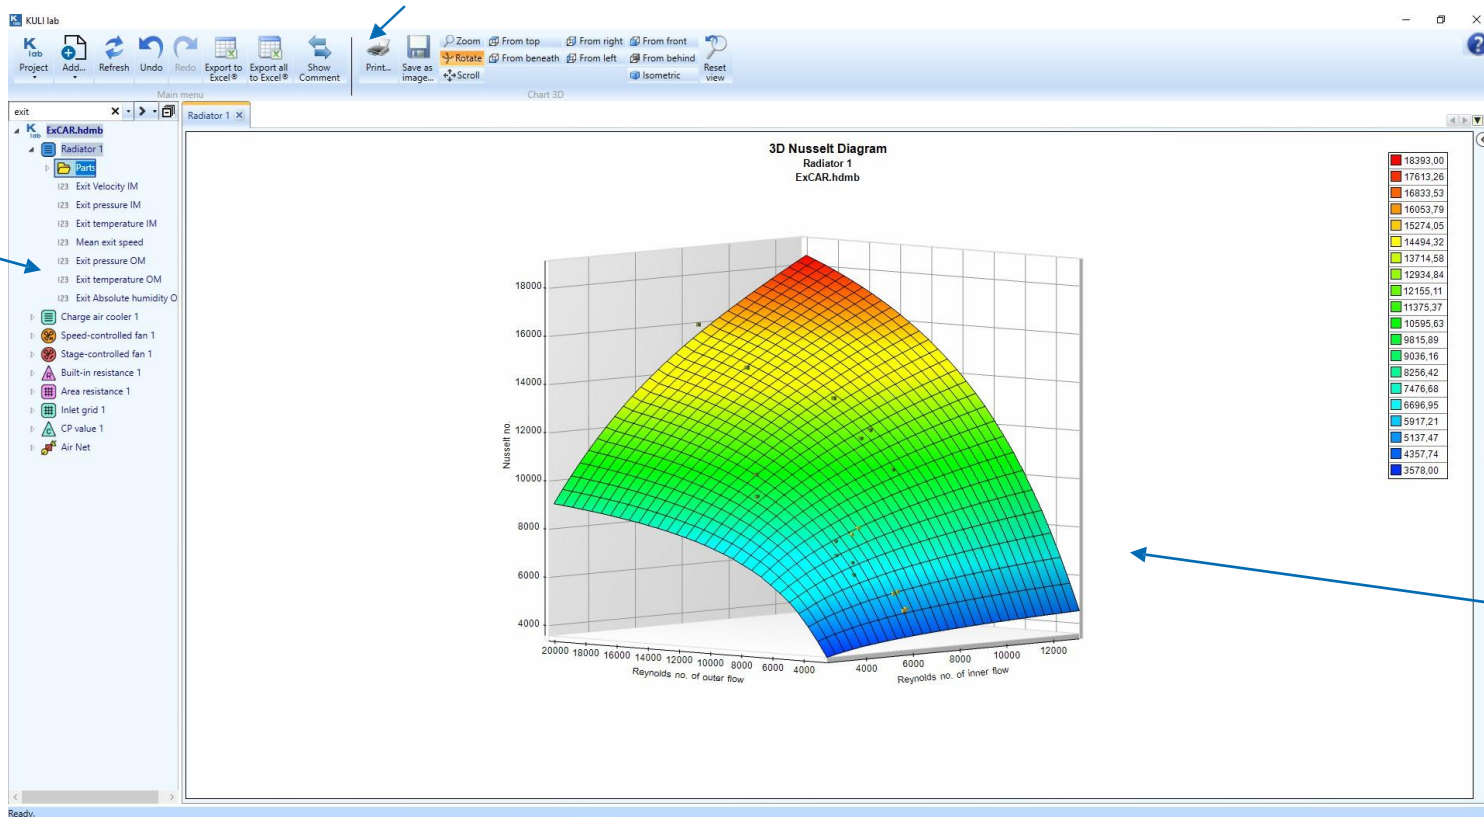 KULI lab
Project
Add...
Refresh
Undo
Redo
Export to
Excel®
Export all
to Excel®
Show
Comment
Print...
Save as
image...
Zoom
Rotate
Scroll
From top
From beneath
From right
From left
From front
From behind
Isometric
Reset
view
Main menu
Chart 3D
exit
K lab ExCAR.hdmb
Radiator 1
Parts
123 Exit Velocity IM
123 Exit pressure IM
123 Exit temperature IM
123 Mean exit speed
123 Exit pressure OM
123 Exit temperature OM
123 Exit Absolute humidity O
Charge air cooler 1
Speed-controlled fan 1
Stage-controlled fan 1
Built-in resistance 1
Area resistance 1
Inlet grid 1
CP value 1
Air Net
Radiator 1
3D Nusselt Diagram
Radiator 1
ExCAR.hdmb
18000
16000
14000
12000
10000
8000
6000
4000
Nusselt no.
20000 18000 16000 14000 12000 10000 8000 6000 4000
Reynolds no. of outer flow
4000 6000 8000 10000 12000
Reynolds no. of inner flow
18393,00
17613,26
16833,53
16053,79
15274,05
14494,32
13714,58
12934,84
12155,11
11375,37
10595,63
9815,89
9036,16
8256,42
7476,68
6696,95
5917,21
5137,47
4357,74
3578,00
Ready.